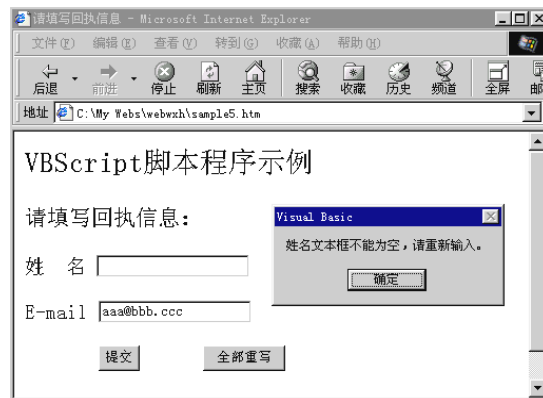 请填写回执信息 - Microsoft Internet Explorer
文件(F) 编辑(E) 查看(V) 转到(G) 收藏(A) 帮助(H)
后退 前进 停止 刷新 主页 搜索 收藏 历史 频道 全屏 邮
地址 C:\My Webs\webwxh\sample5.htm
VBScript脚本程序示例
请填写回执信息：
Visual Basic
姓名文本框不能为空，请重新输入。
确定
姓 名
E-mail aaa@bbb.ccc
提交 全部重写